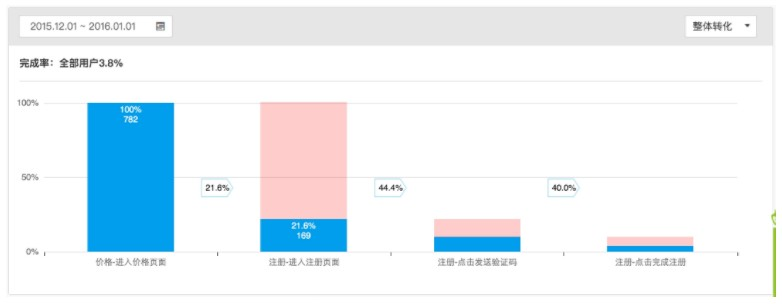 2015.12.01 ~ 2016.01.01
整体转化
完成率：全部用户3.8%
100%
50%
0%
100%
782
21.6%
21.6%
169
44.4%
40.0%
价格-进入价格页面
注册-进入注册页面
注册-点击发送验证码
注册-点击完成注册